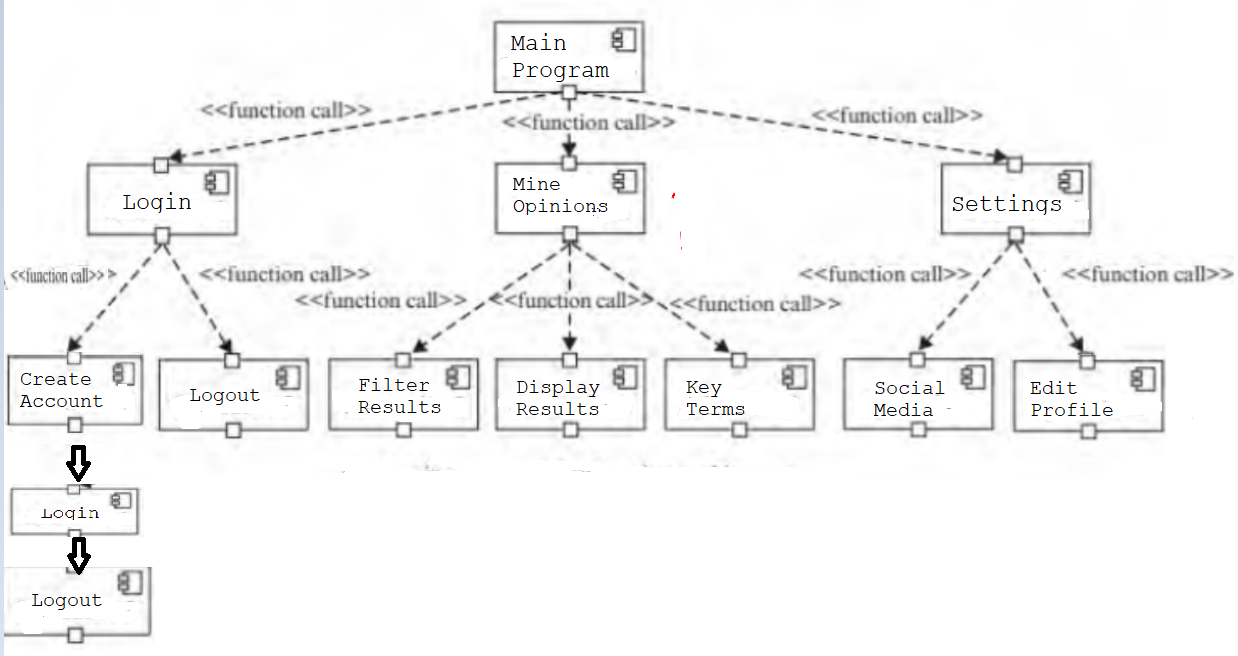 Main
Program
<<function call>>
<<function call>>
<<function call>>
Login
Mine
Opinions
Settings
<<function call>> >
<<function call>>
<<function call>>
<<function call>>
<<function call>>
<<function call>>
<<function call>>
Create
Account
Logout
Filter
Results
Display
Results
Key
Terms
Social
Media
Edit
Profile
Login
Logout